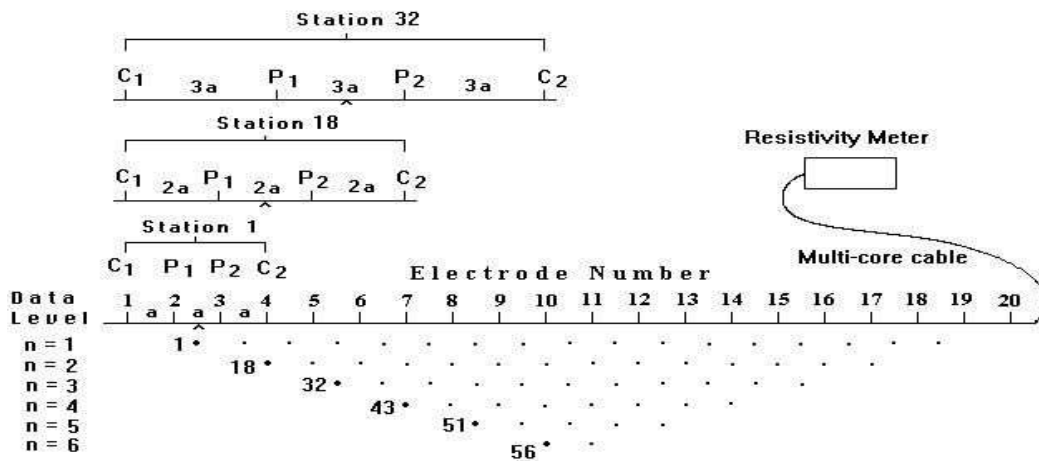 Station 32
C1 3a P1 3a P2 3a C2
Station 18
C1 2a P1 2a P2 2a C2
Resistivity Meter
Station 1
C1 P1 P2 C2
Electrode Number
Multi-core cable
Data Level
1 2 3 4 5 6 7 8 9 10 11 12 13 14 15 16 17 18 19 20
a a a
n = 1 1
n = 2 18
n = 3 32
n = 4 43
n = 5 51
n = 6 56